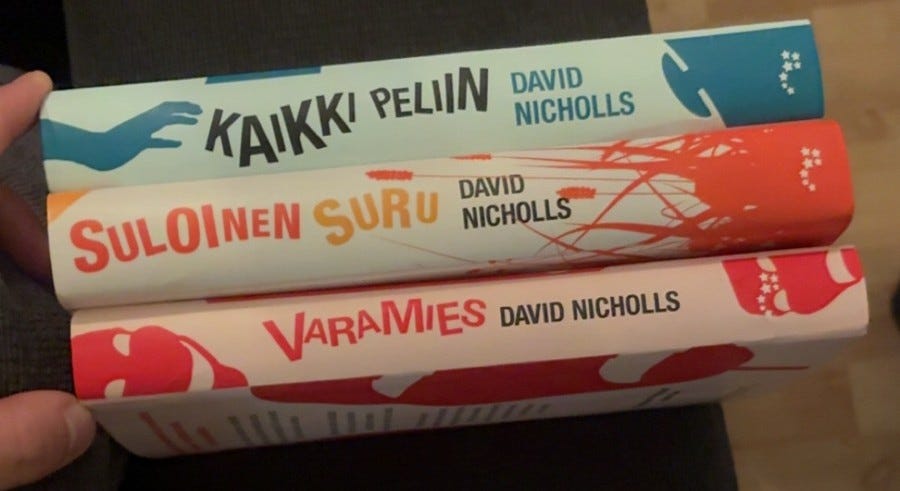 KAIKKI PELIIN
DAVID
NICHOLLS
SULOINEN SURU
DAVID
NICHOLLS
VARAMIES DAVID NICHOLLS